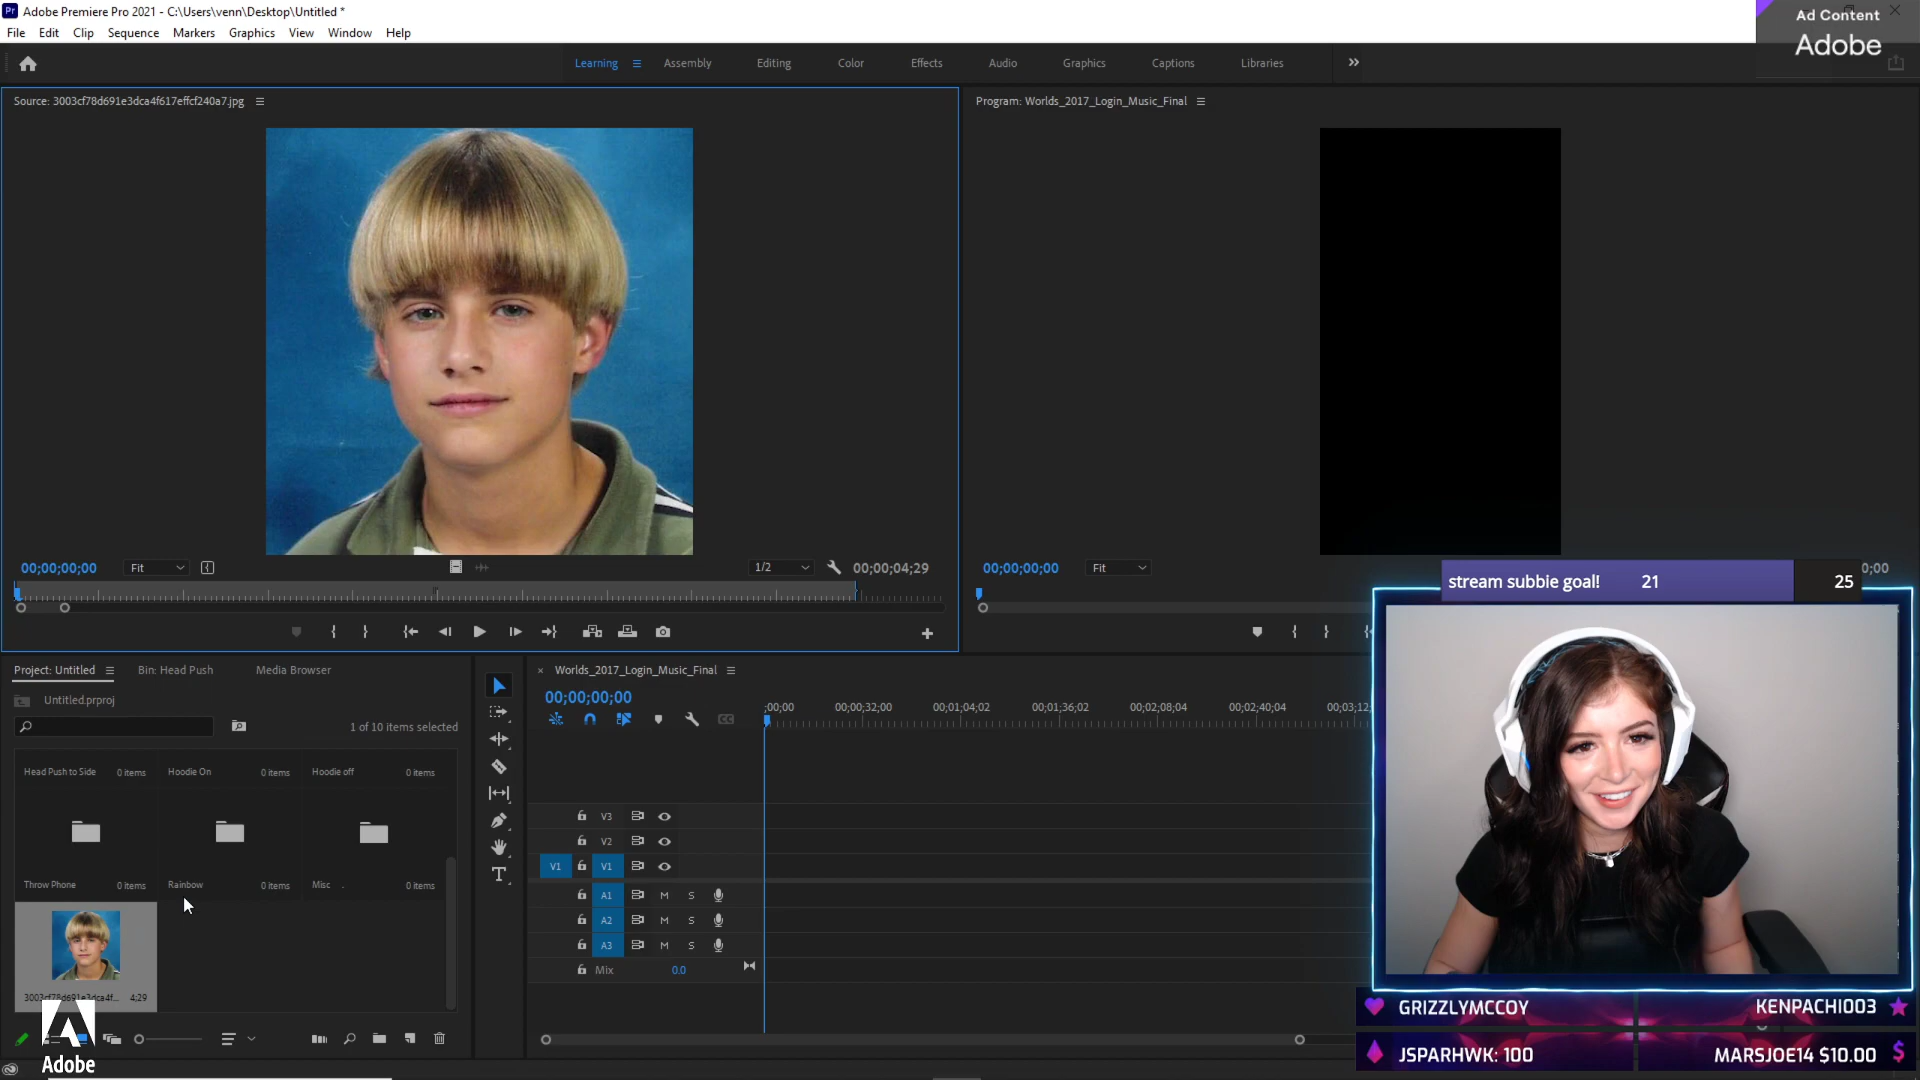 Pr Adobe Premiere Pro 2021 - C:\Users\venn\Desktop\Untitled *
File Edit Clip Sequence Markers Graphics View Window Help
Ad Content
Adobe
Learning Assembly Editing Color Effects Audio Graphics Captions Libraries
Source: 3003cf78d691e3dca4f617effcf240a7.jpg
Program: Worlds_2017_Login_Music_Final
00;00;00;00 Fit 1/2 00;00;04;29
00;00;00;00 Fit
stream subbie goal! 21 25
Project: Untitled Bin: Head Push Media Browser
Untitled.prproj
1 of 10 items selected
Head Push to Side 0 items Hoodie On 0 items Hoodie off 0 items
Throw Phone 0 items Rainbow 0 items Misc . 0 items
3003cf78d691e3dca4f... 4:29
Adobe
× Worlds_2017_Login_Music_Final
00;00;00;00
;00;00 00;00;32;00 00;01;04;02 00;01;36;02 00;02;08;04 00;02;40;04 00;03;12;
V3
V2
V1 V1
A1 M S
A2 M S
A3 M S
Mix 0.0
GRIZZLYMCCOY KENPACHI003
JSPARHWK: 100 MARSJOE14 $10.00 $